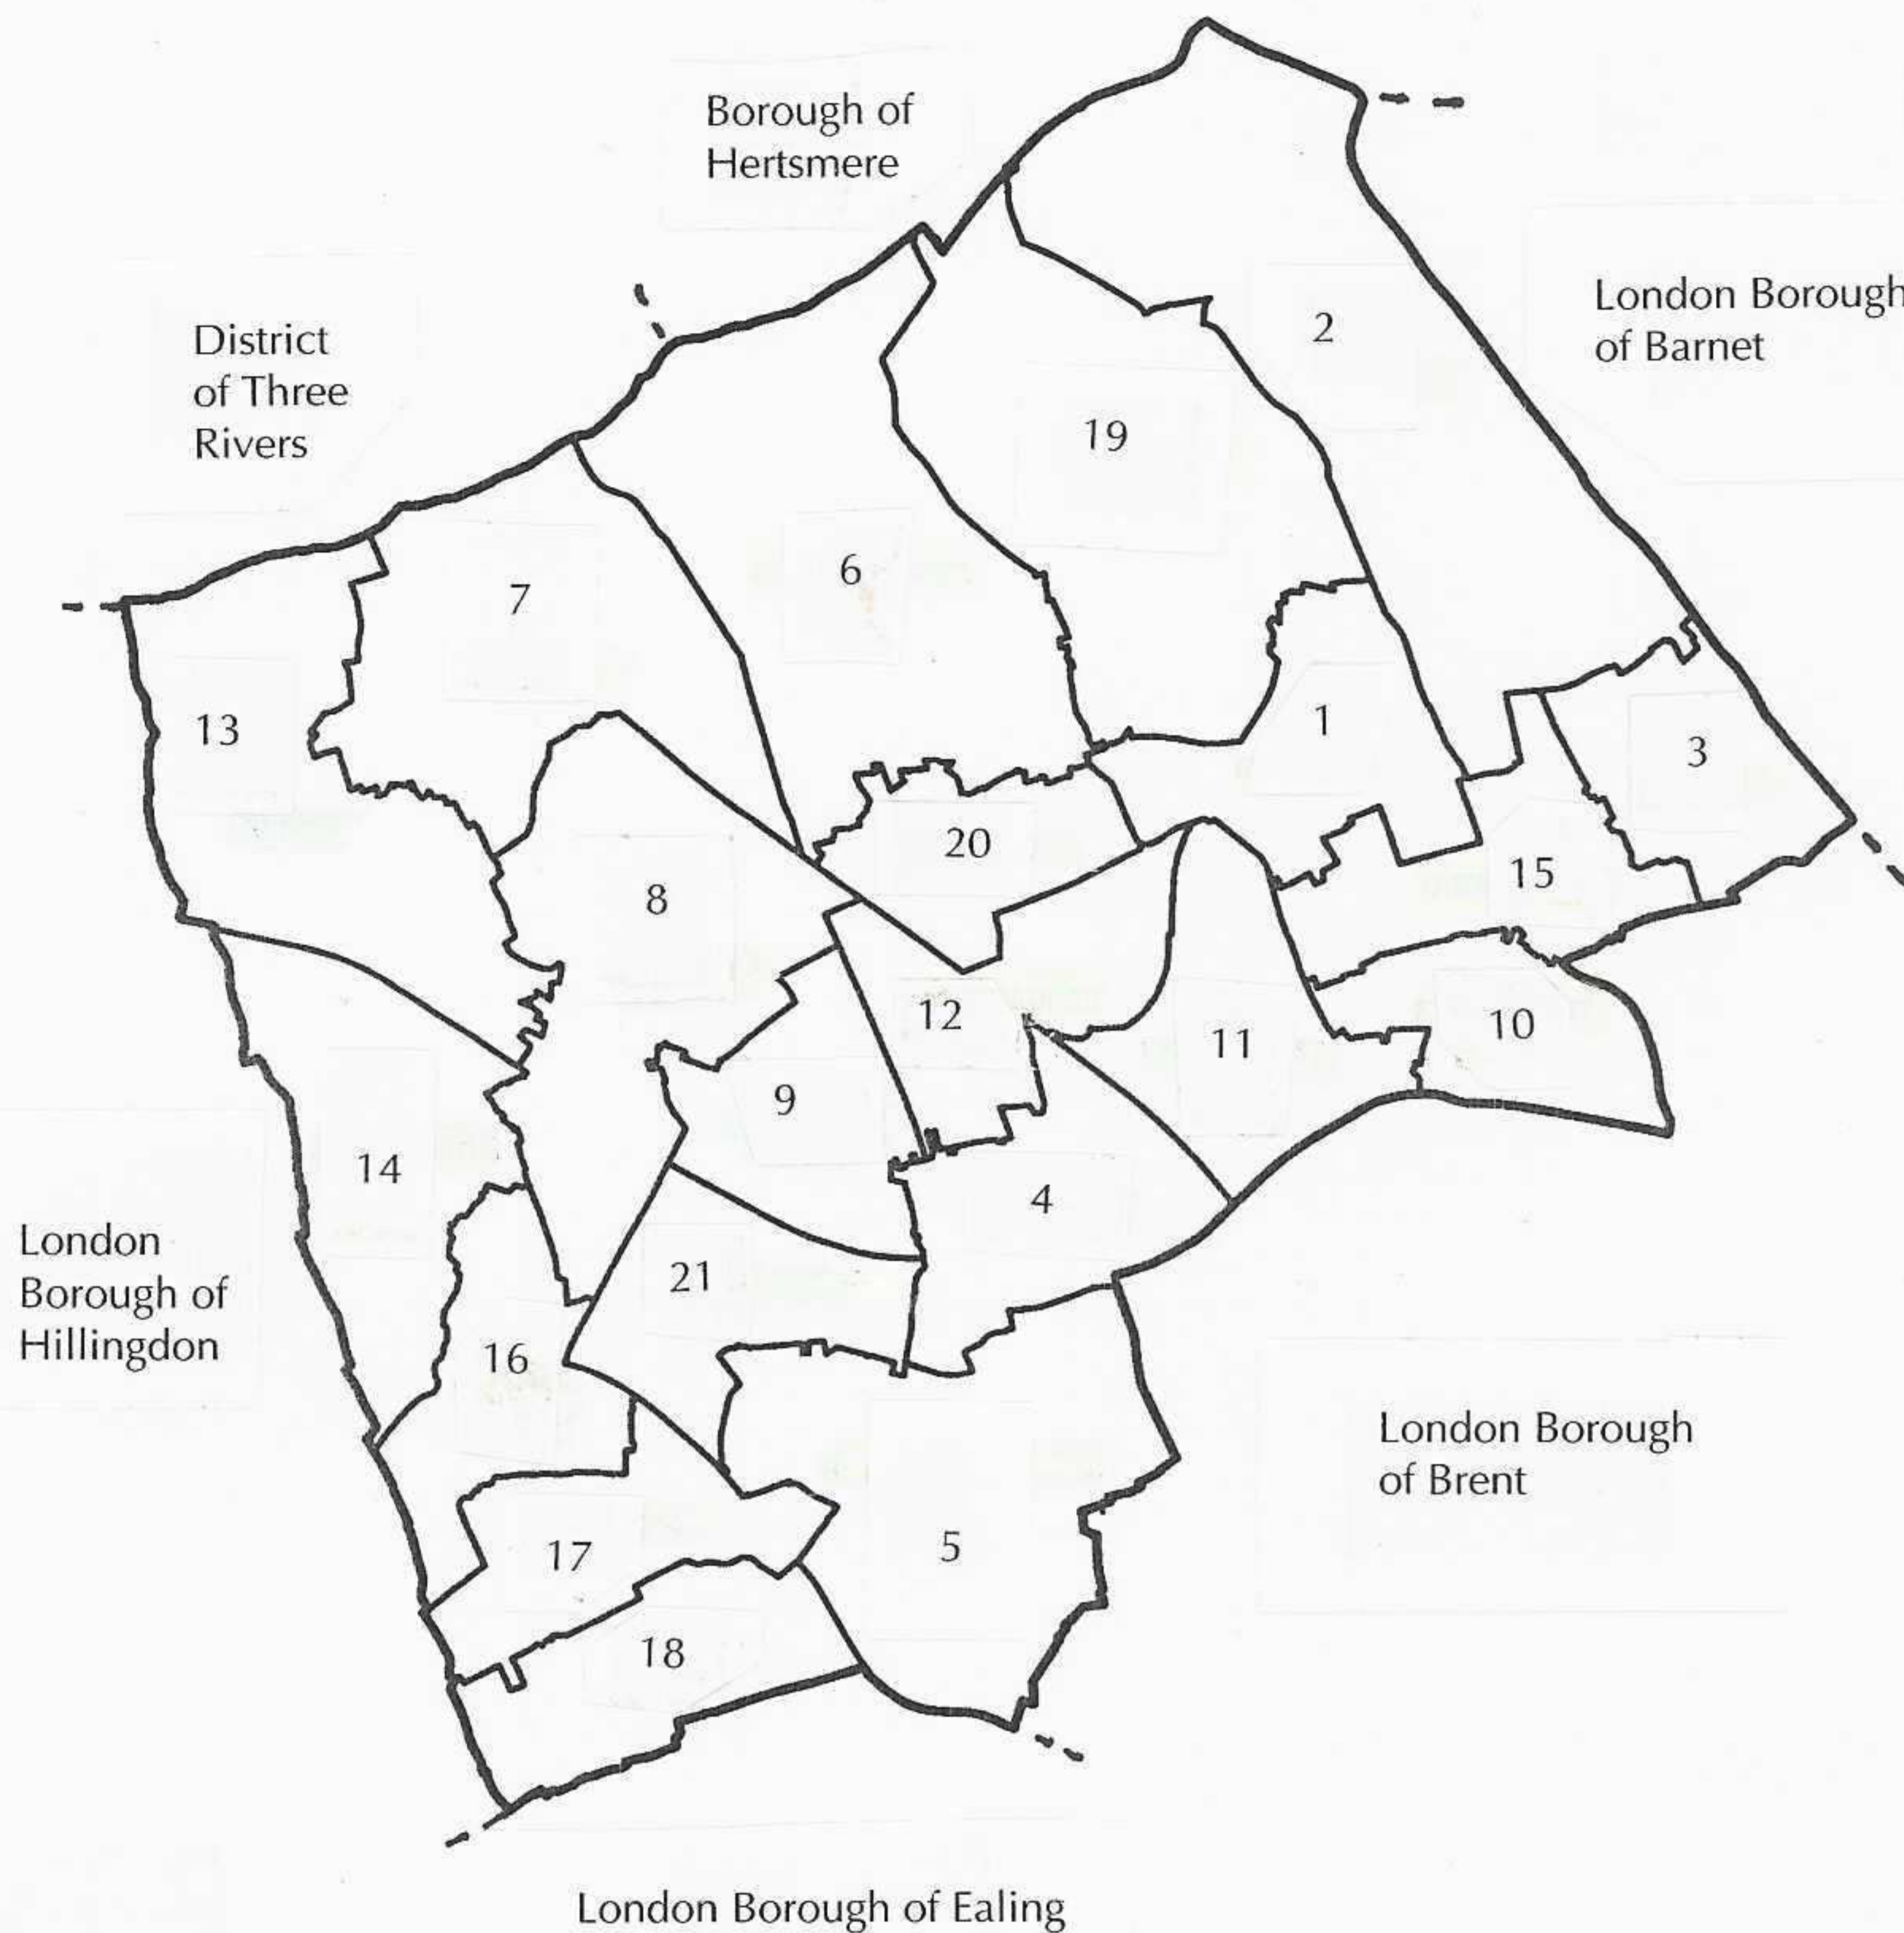 Borough of
Hertsmere
London Borough
of Barnet
District
of Three
Rivers
2
19
6
7
13
1
3
20
15
8
12
11
10
9
14
4
London
Borough of
Hillingdon
21
16
London Borough
of Brent
5
17
18
London Borough of Ealing